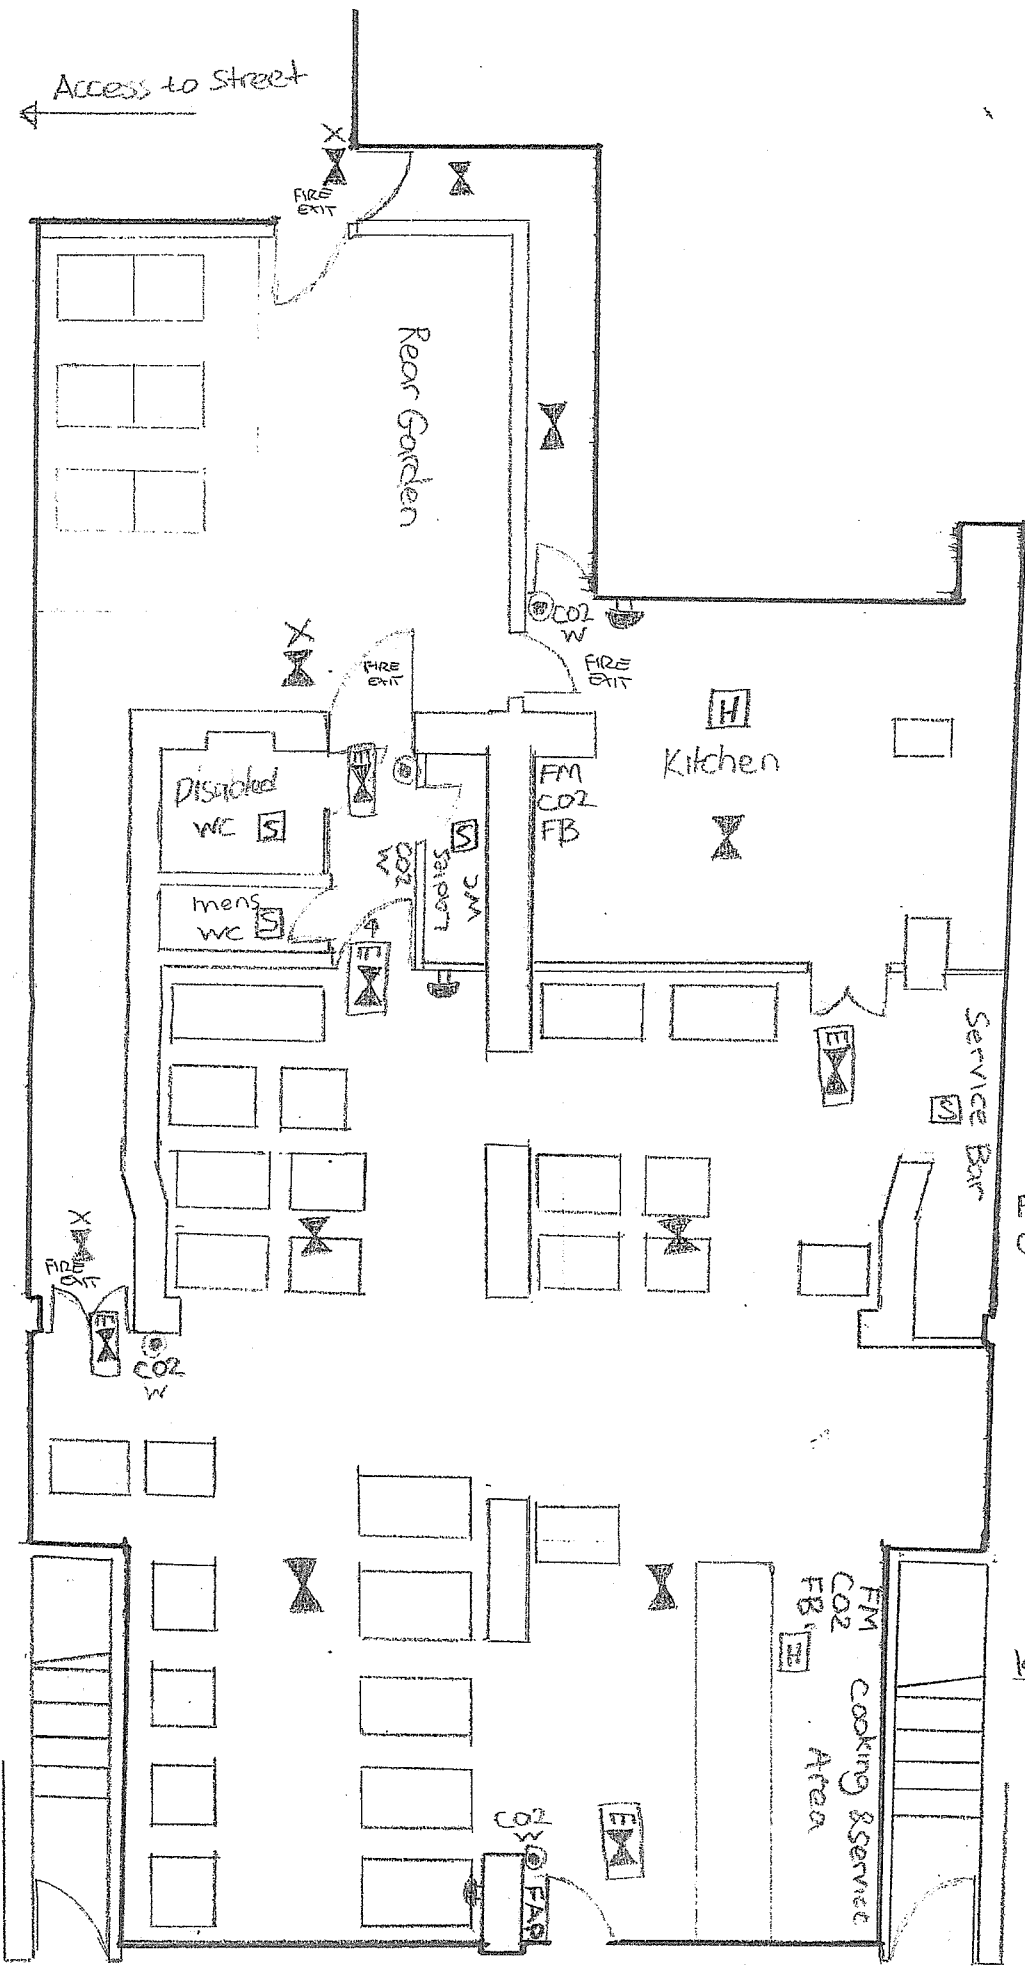 Access to Street
X
FIRE
EXIT
Rear Garden
CO2
W
X
FIRE
EXIT
FIRE
EXIT
H
Kitchen
E
Disabled
WC
S
FM
CO2
FB
S
Ladies
WC
CO2
W
mens
WC
S
4
E
Service Bar
E
S
X
FIRE
EXIT
E
CO2
W
FM
CO2
FB
H
Cooking & Service
Area
CO2
W
E
FAP